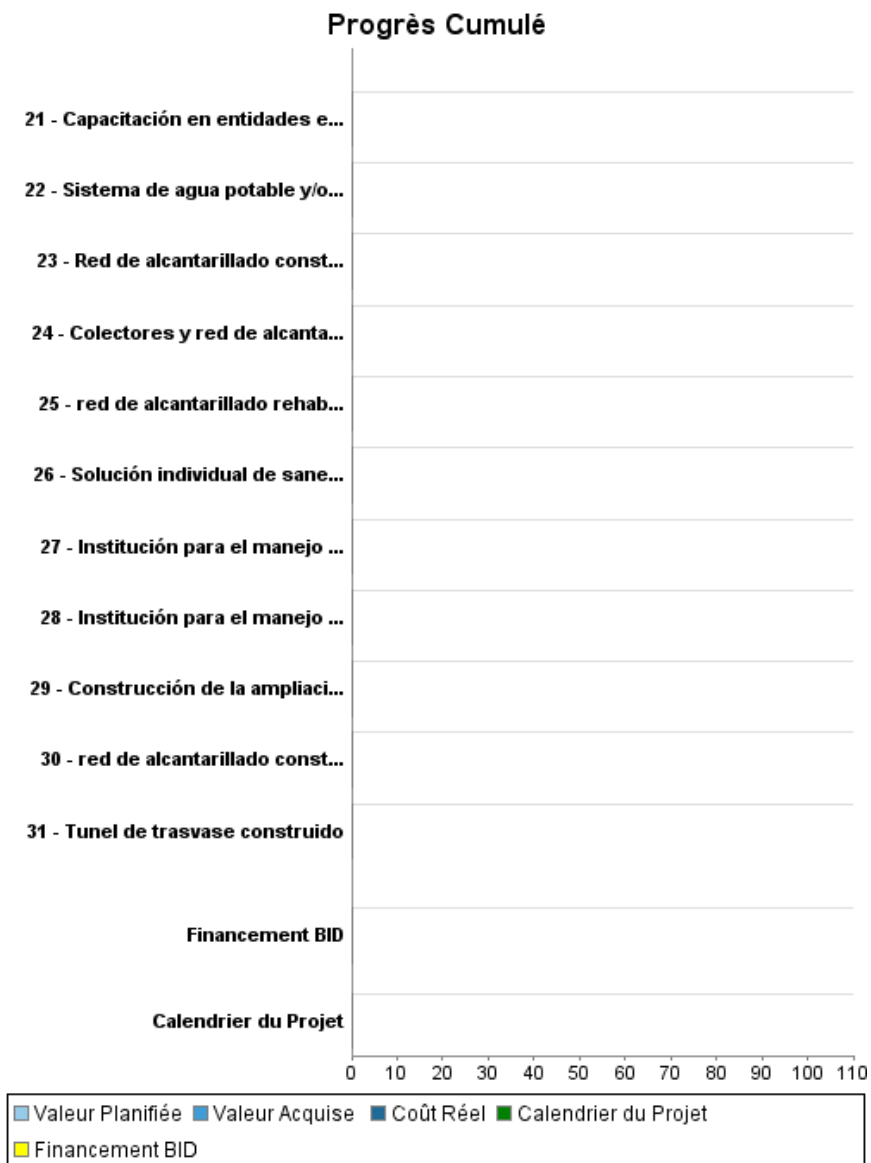 Progrès Cumulé
21 - Capacitación en entidades e...
22 - Sistema de agua potable y/o...
23 - Red de alcantarillado const...
24 - Colectores y red de alcanta...
25 - red de alcantarillado rehab...
26 - Solución individual de sane...
27 - Institución para el manejo ...
28 - Institución para el manejo ...
29 - Construcción de la ampliaci...
30 - red de alcantarillado const...
31 - Tunel de trasvase construido
Financement BID
Calendrier du Projet
0 10 20 30 40 50 60 70 80 90 100 110
Valeur Planifiée Valeur Acquise Coût Réel Calendrier du Projet
Financement BID